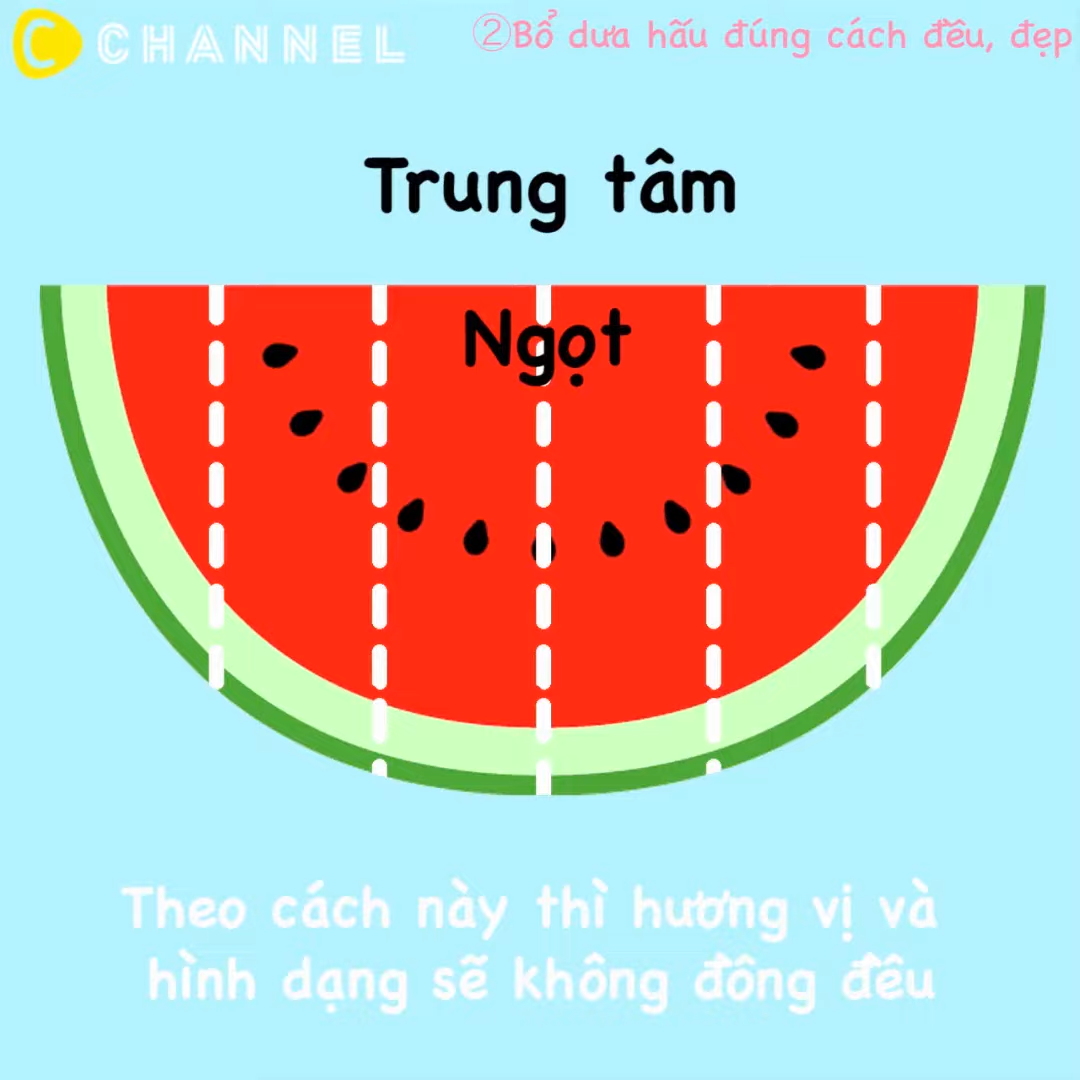 C CHANNEL
②Bổ dưa hấu đúng cách đều, đẹp
Trung tâm
Ngọt
Theo cách này thì hương vị và
hình dạng sẽ không đồng đều